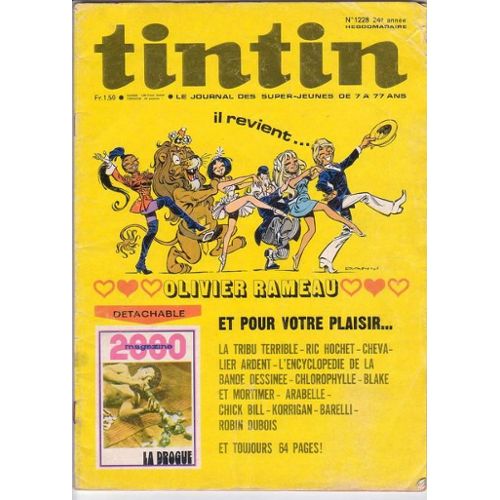 N°1228 24e année
HEBDOMADAIRE
tintin
Fr. 1,50 • • LE JOURNAL DES SUPER-JEUNES DE 7 A 77 ANS
il revient...
OLIVIER RAMEAU
DETACHABLE
2000
magazine
LA DROGUE
ET POUR VOTRE PLAISIR...
LA TRIBU TERRIBLE - RIC HOCHET - CHEVA-
LIER ARDENT - L'ENCYCLOPEDIE DE LA
BANDE DESSINEE - CHLOROPHYLLE - BLAKE
ET MORTIMER - ARABELLE -
CHICK BILL - KORRIGAN - BARELLI -
ROBIN DUBOIS
ET TOUJOURS 64 PAGES!